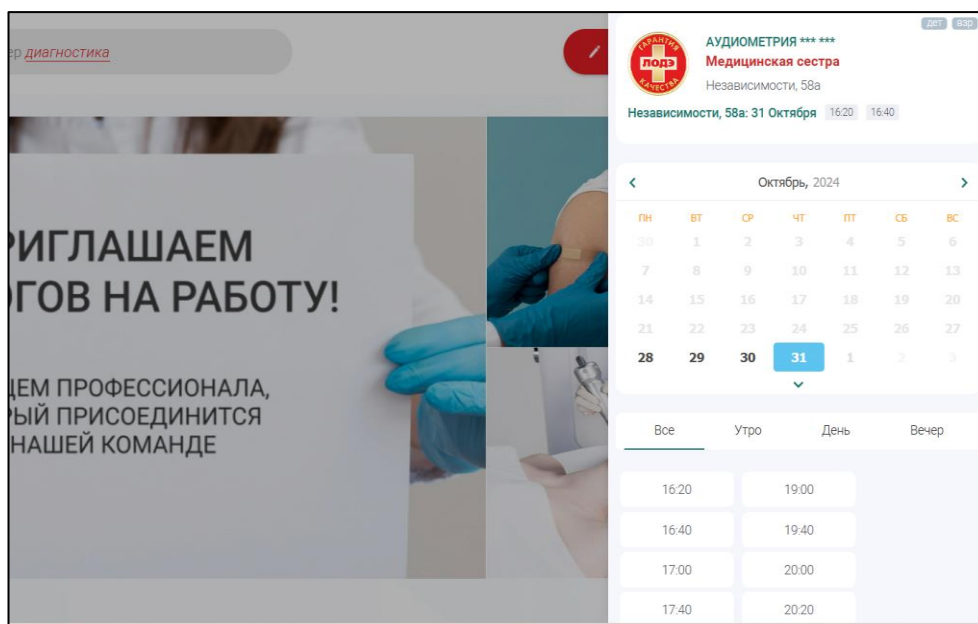 ер диагностика
РИГЛАШАЕМ
ГОВ НА РАБОТУ!
ЕМ ПРОФЕССИОНАЛА,
ЫЙ ПРИСОЕДИНИТСЯ
НАШЕЙ КОМАНДЕ
дет взр
ГАРАНТИЯ
ЛОДЭ
КАЧЕСТВА
АУДИОМЕТРИЯ *** ***
Медицинская сестра
Независимости, 58а
Независимости, 58а: 31 Октября 16:20 16:40
Октябрь, 2024
ПН ВТ СР ЧТ ПТ СБ ВС
30 1 2 3 4 5 6
7 8 9 10 11 12 13
14 15 16 17 18 19 20
21 22 23 24 25 26 27
28 29 30 31 1 2 3
Все Утро День Вечер
16:20 19:00
16:40 19:40
17:00 20:00
17:40 20:20